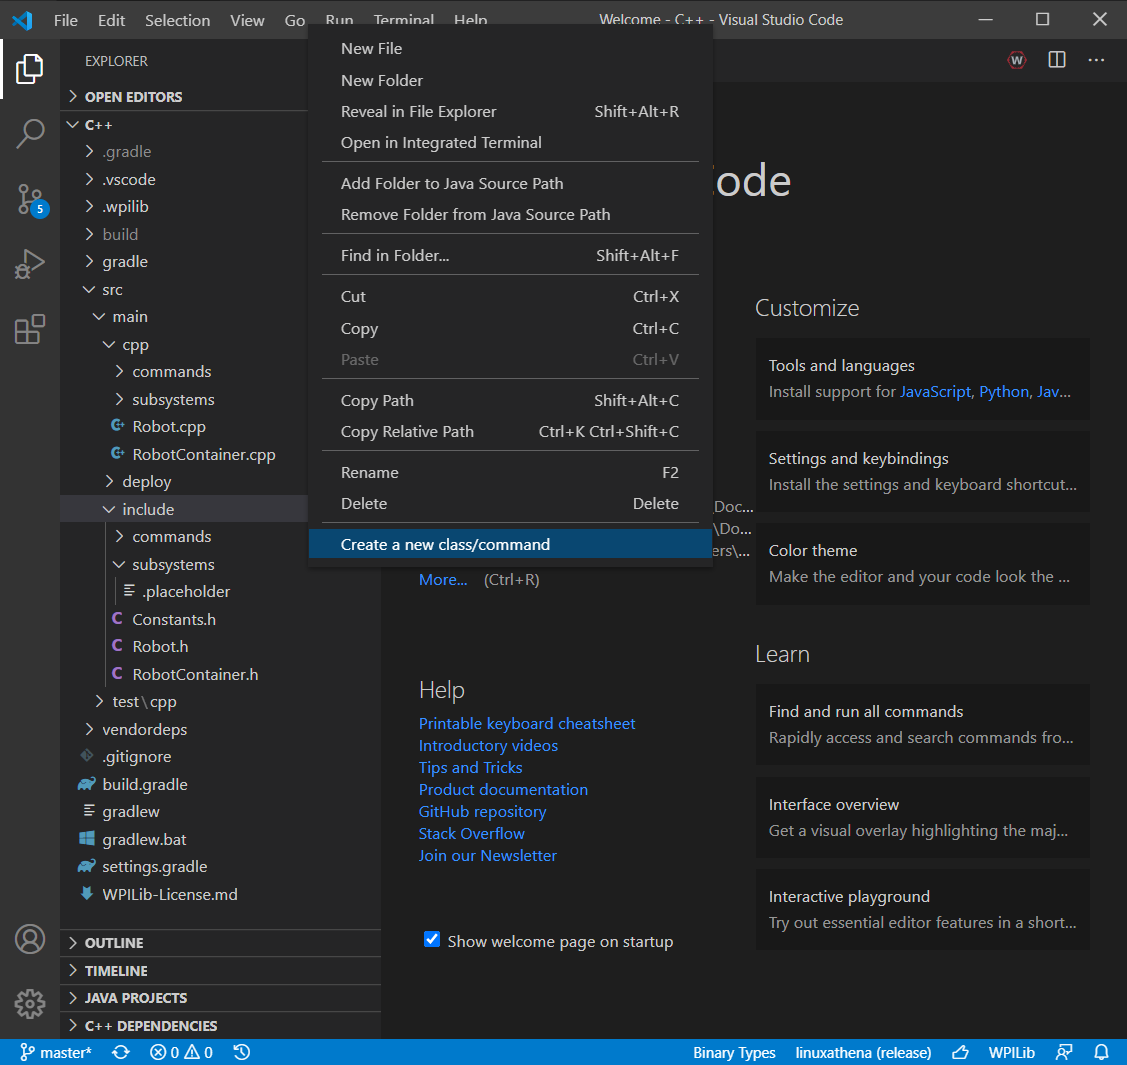 File Edit Selection View Go Run Terminal Help Welcome - C++ - Visual Studio Code
EXPLORER
OPEN EDITORS
C++
.gradle
.vscode
.wpilib
build
gradle
src
main
cpp
commands
subsystems
Robot.cpp
RobotContainer.cpp
deploy
include
commands
subsystems
.placeholder
Constants.h
Robot.h
RobotContainer.h
test\cpp
vendordeps
.gitignore
build.gradle
gradlew
gradlew.bat
settings.gradle
WPILib-License.md
OUTLINE
TIMELINE
JAVA PROJECTS
C++ DEPENDENCIES
5
New File
New Folder
Reveal in File Explorer Shift+Alt+R
Open in Integrated Terminal
Add Folder to Java Source Path
Remove Folder from Java Source Path
Find in Folder... Shift+Alt+F
Cut Ctrl+X
Copy Ctrl+C
Paste Ctrl+V
Copy Path Shift+Alt+C
Copy Relative Path Ctrl+K Ctrl+Shift+C
Rename F2
Delete Delete
Create a new class/command
W
ode
\Doc...
\Do...
ers\...
More... (Ctrl+R)
Help
Printable keyboard cheatsheet
Introductory videos
Tips and Tricks
Product documentation
GitHub repository
Stack Overflow
Join our Newsletter
Show welcome page on startup
Customize
Tools and languages
Install support for JavaScript, Python, Jav...
Settings and keybindings
Install the settings and keyboard shortcut...
Color theme
Make the editor and your code look the ...
Learn
Find and run all commands
Rapidly access and search commands fro...
Interface overview
Get a visual overlay highlighting the maj...
Interactive playground
Try out essential editor features in a short...
master* 0 0 Binary Types linuxathena (release) WPILib